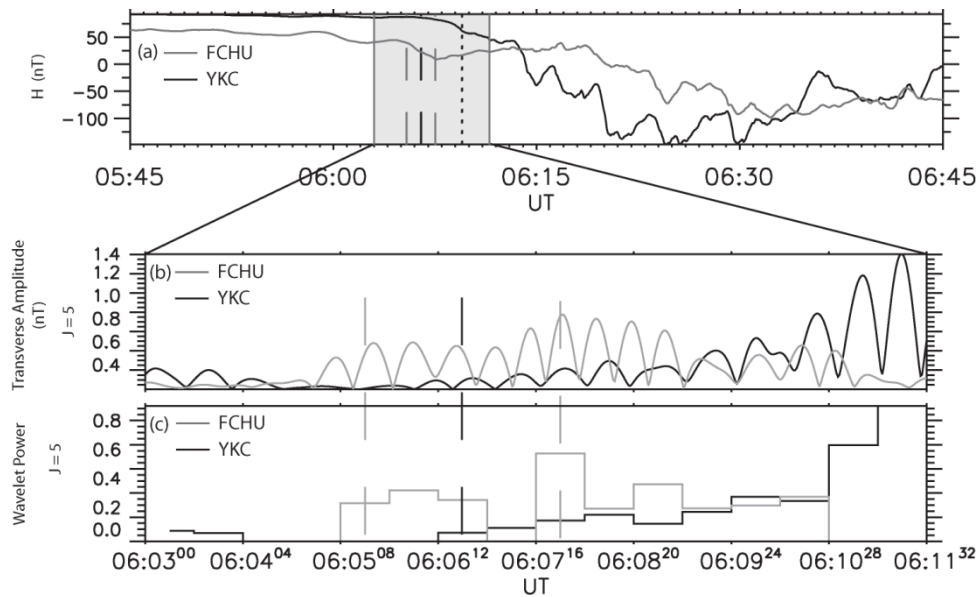 50
0
−50
−100
H (nT)
(a)
FCHU
YKC
05:45 06:00 06:15 06:30 06:45
UT
Transverse Amplitude
(nT)
J = 5
1.4
1.2
1.0
0.8
0.6
0.4
(b)
FCHU
YKC
Wavelet Power
J = 5
0.8
0.6
0.4
0.2
0.0
(c)
FCHU
YKC
06:03⁰⁰ 06:04⁰⁴ 06:05⁰⁸ 06:06¹² 06:07¹⁶ 06:08²⁰ 06:09²⁴ 06:10²⁸ 06:11³²
UT